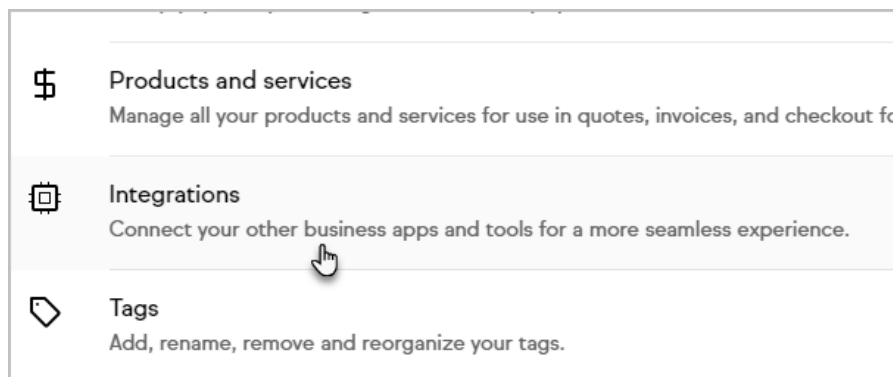 Products and services
Manage all your products and services for use in quotes, invoices, and checkout
Integrations
Connect your other business apps and tools for a more seamless experience.
Tags
Add, rename, remove and reorganize your tags.